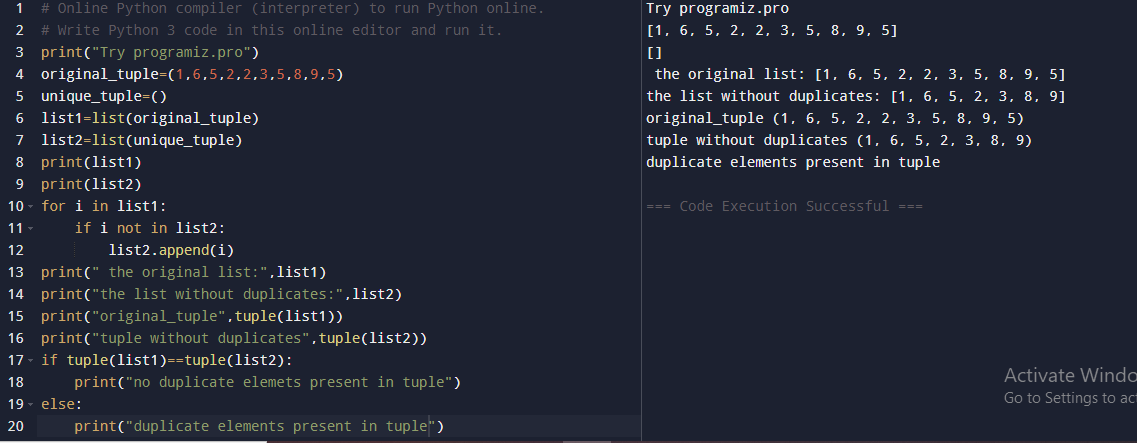 1 # Online Python compiler (interpreter) to run Python online.
2 # Write Python 3 code in this online editor and run it.
3 print("Try programiz.pro")
4 original_tuple=(1,6,5,2,2,3,5,8,9,5)
5 unique_tuple=()
6 list1=list(original_tuple)
7 list2=list(unique_tuple)
8 print(list1)
9 print(list2)
10 for i in list1:
11     if i not in list2:
12         list2.append(i)
13 print(" the original list:",list1)
14 print("the list without duplicates:",list2)
15 print("original_tuple",tuple(list1))
16 print("tuple without duplicates",tuple(list2))
17 if tuple(list1)==tuple(list2):
18     print("no duplicate elemets present in tuple")
19 else:
20     print("duplicate elements present in tuple")
Try programiz.pro
[1, 6, 5, 2, 2, 3, 5, 8, 9, 5]
[]
 the original list: [1, 6, 5, 2, 2, 3, 5, 8, 9, 5]
the list without duplicates: [1, 6, 5, 2, 3, 8, 9]
original_tuple (1, 6, 5, 2, 2, 3, 5, 8, 9, 5)
tuple without duplicates (1, 6, 5, 2, 3, 8, 9)
duplicate elements present in tuple
=== Code Execution Successful ===
Activate Windo
Go to Settings to act